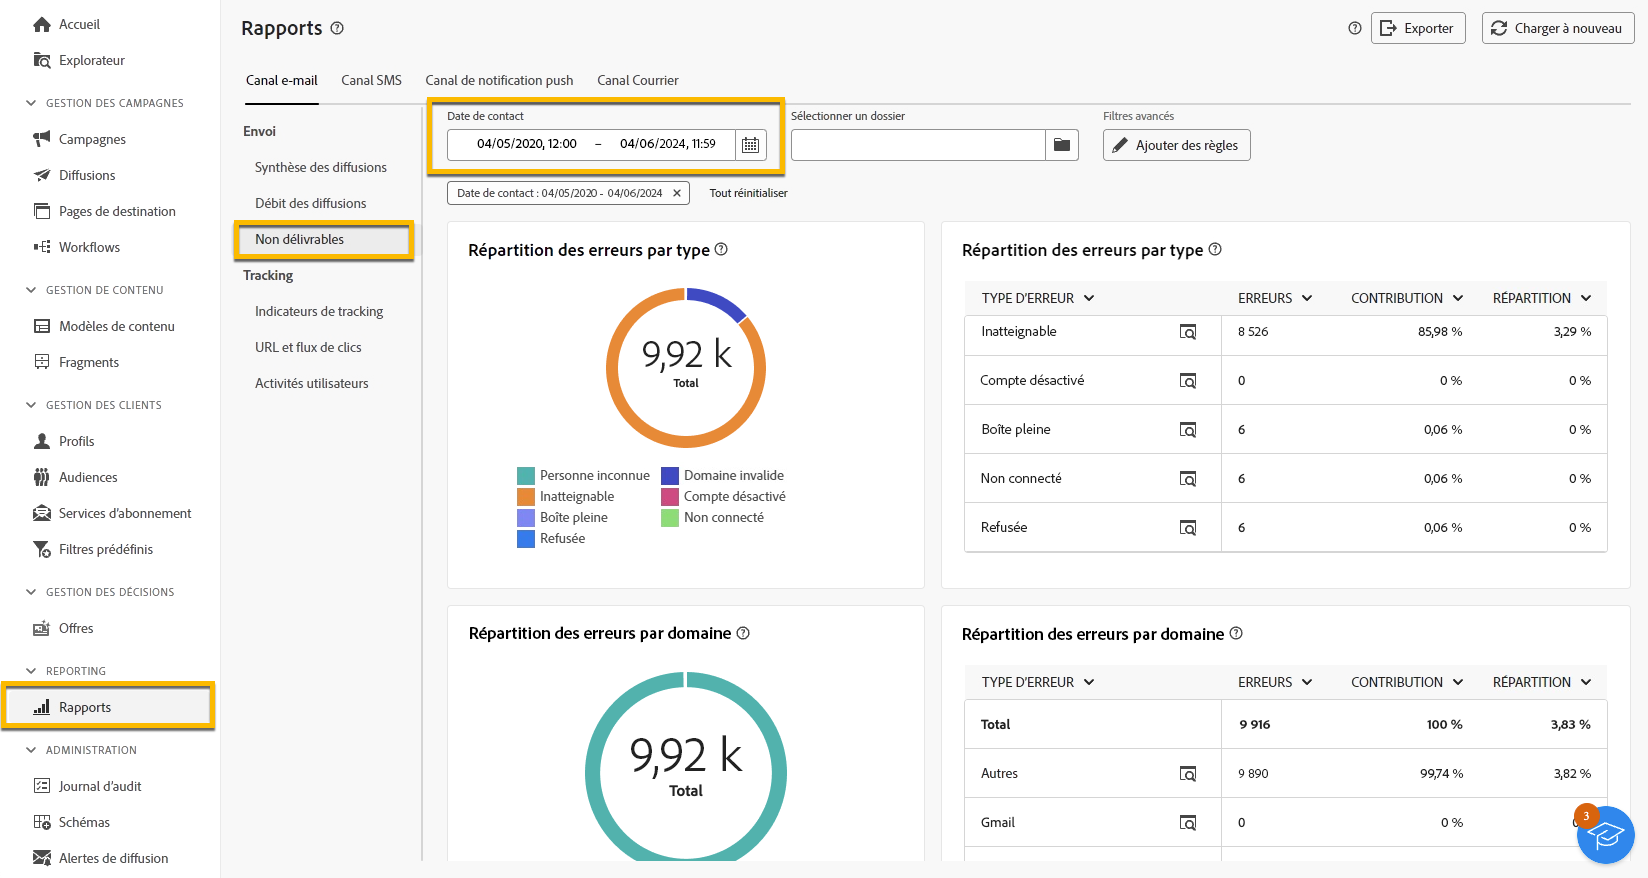 Accueil
Explorateur
GESTION DES CAMPAGNES
Campagnes
Diffusions
Pages de destination
Workflows
GESTION DE CONTENU
Modèles de contenu
Fragments
GESTION DES CLIENTS
Profils
Audiences
Services d'abonnement
Filtres prédéfinis
GESTION DES DÉCISIONS
Offres
REPORTING
Rapports
ADMINISTRATION
Journal d'audit
Schémas
Alertes de diffusion
Rapports
Exporter
Charger à nouveau
Canal e-mail Canal SMS Canal de notification push Canal Courrier
Envoi
Synthèse des diffusions
Débit des diffusions
Non délivrables
Tracking
Indicateurs de tracking
URL et flux de clics
Activités utilisateurs
Date de contact
04/05/2020, 12:00 – 04/06/2024, 11:59
Sélectionner un dossier
Filtres avancés
Ajouter des règles
Date de contact : 04/05/2020 - 04/06/2024 ✕ Tout réinitialiser
Répartition des erreurs par type
9,92 k
Total
Personne inconnue Domaine invalide
Inatteignable Compte désactivé
Boîte pleine Non connecté
Refusée
Répartition des erreurs par type
TYPE D'ERREUR ERREURS CONTRIBUTION RÉPARTITION
Inatteignable 8 526 85,98 % 3,29 %
Compte désactivé 0 0 % 0 %
Boîte pleine 6 0,06 % 0 %
Non connecté 6 0,06 % 0 %
Refusée 6 0,06 % 0 %
Répartition des erreurs par domaine
9,92 k
Total
Répartition des erreurs par domaine
TYPE D'ERREUR ERREURS CONTRIBUTION RÉPARTITION
Total 9 916 100 % 3,83 %
Autres 9 890 99,74 % 3,82 %
Gmail 0 0 %
3